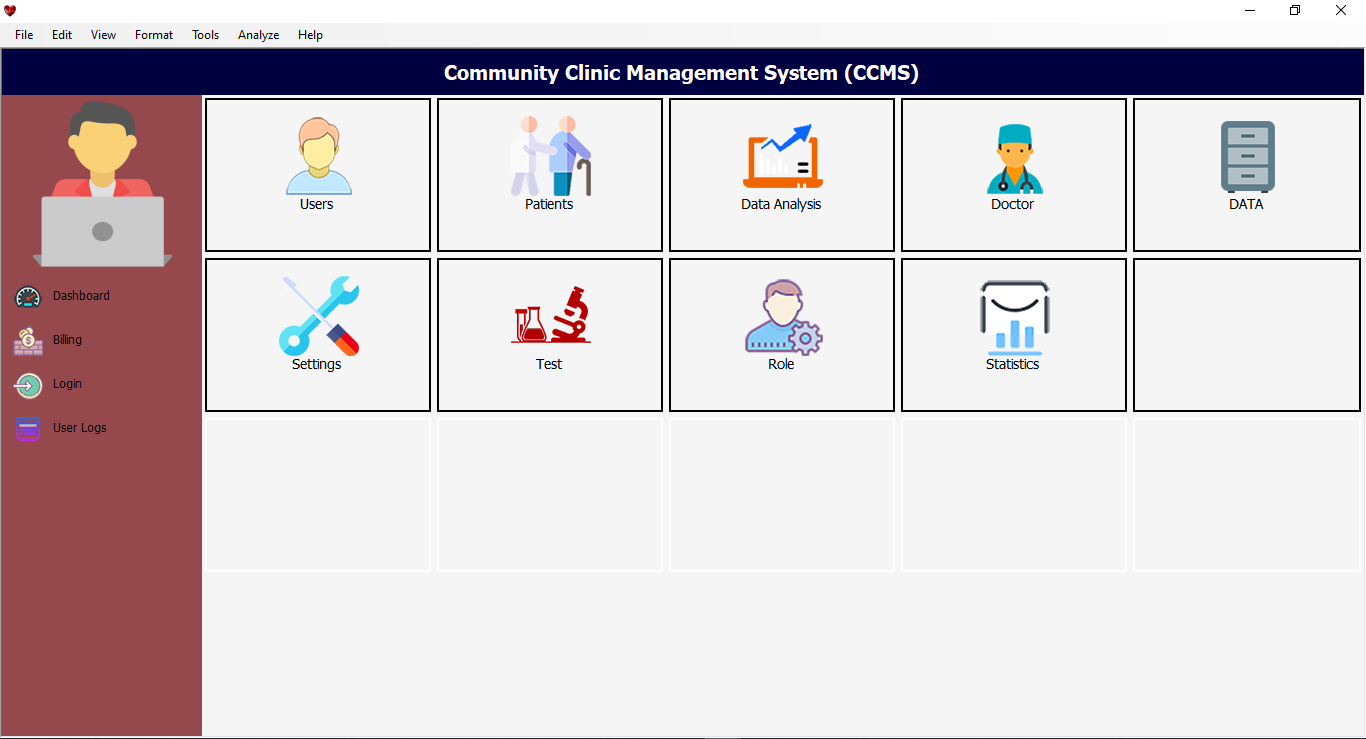 File Edit View Format Tools Analyze Help
Community Clinic Management System (CCMS)
Users Patients Data Analysis Doctor DATA
Dashboard
Billing
Settings Test Role Statistics
Login
User Logs